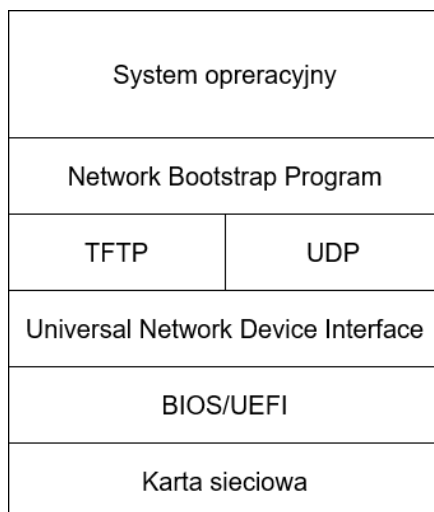 System opreracyjny
Network Bootstrap Program
TFTP
UDP
Universal Network Device Interface
BIOS/UEFI
Karta sieciowa